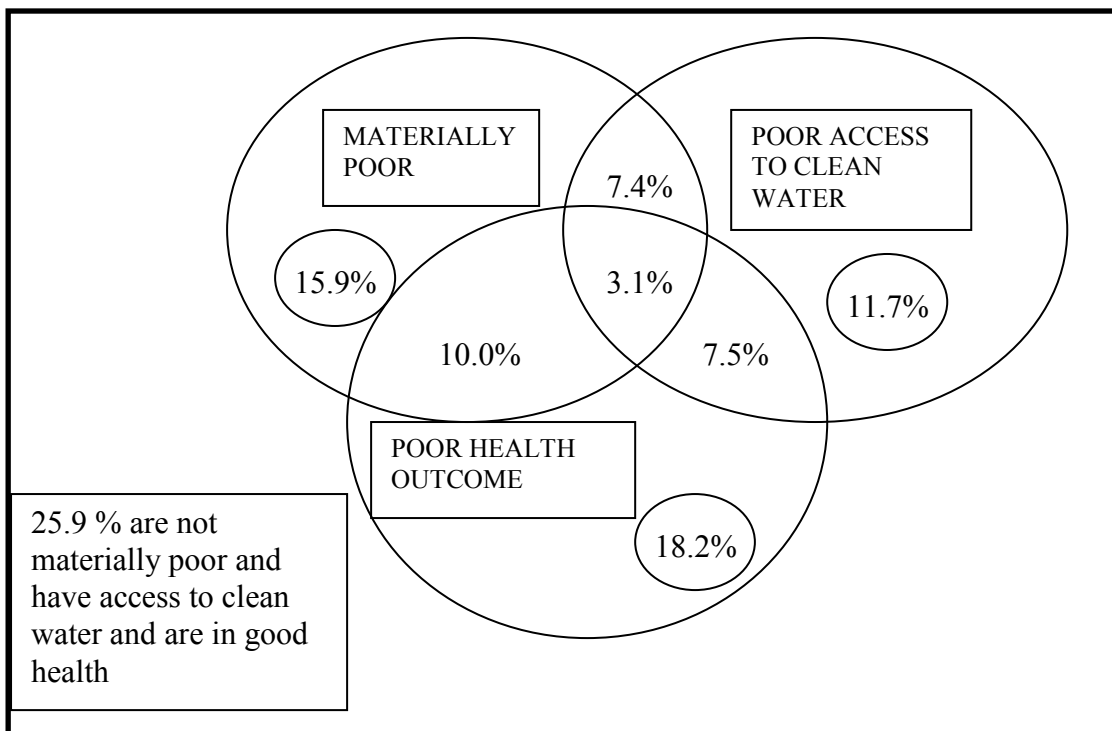 MATERIALLY
POOR
POOR ACCESS
TO CLEAN
WATER
7.4%
15.9%
3.1%
11.7%
10.0%
7.5%
POOR HEALTH
OUTCOME
18.2%
25.9 % are not
materially poor and
have access to clean
water and are in good
health